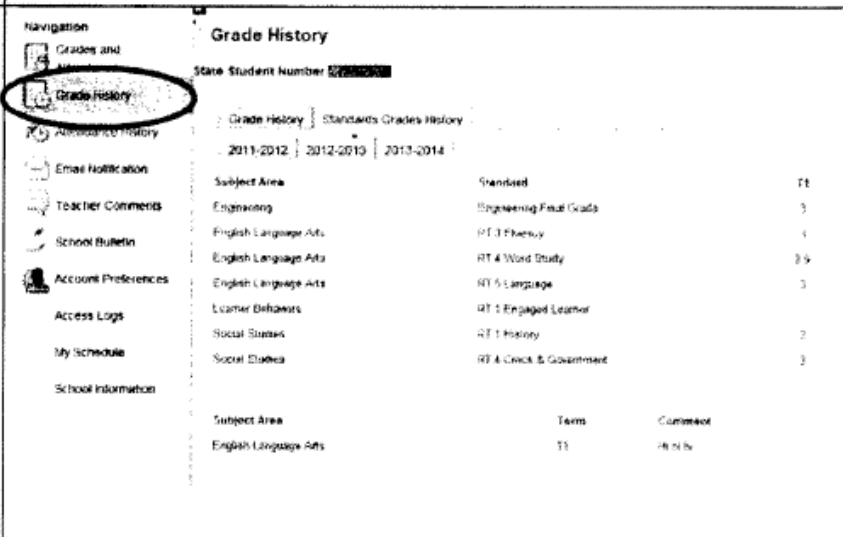 Navigation
Grades and
Grade History
Attendance History
Email Notification
Teacher Comments
School Bulletin
Account Preferences
Access Logs
My Schedule
School Information
Grade History
State Student Number
Grade History Standards Grades History
2011-2012 2012-2013 2013-2014
Subject Area Standard T1
Engineering Engineering Final Grade 3
English Language Arts RT 3 Fluency
English Language Arts RT 4 Word Study
English Language Arts RT 5 Language 3
Learner Behaviors RT 1 Engaged Learner
Social Studies RT 1 History 2
Social Studies RT 4 Civics & Government 3
Subject Area Term Comment
English Language Arts T1